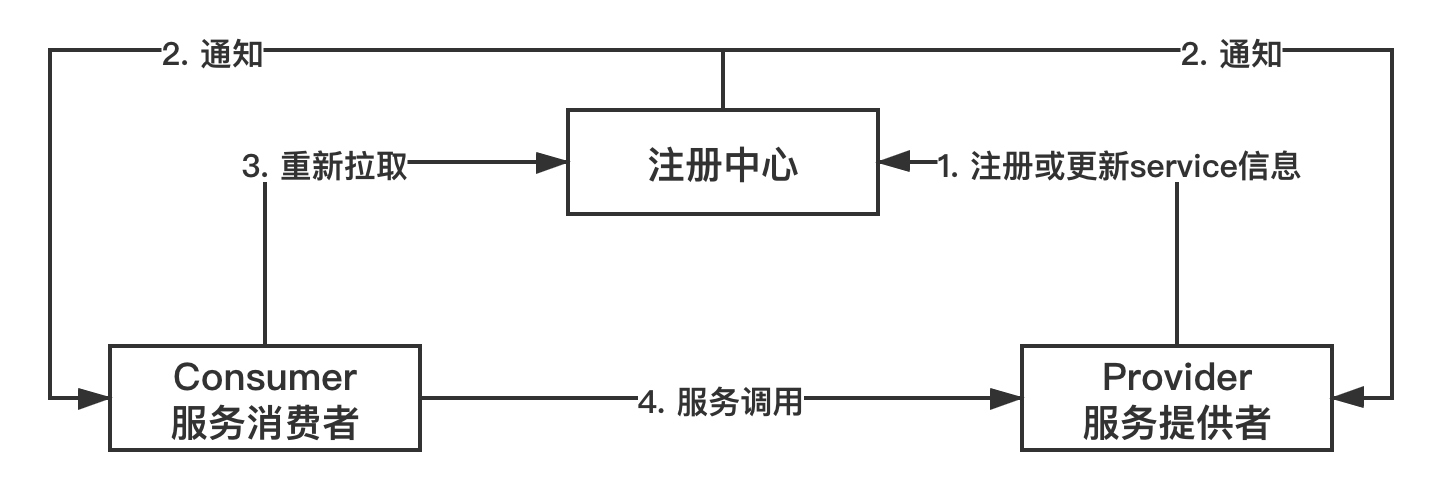 2. 通知
2. 通知
3. 重新拉取
注册中心
1. 注册或更新service信息
Consumer
服务消费者
4. 服务调用
Provider
服务提供者